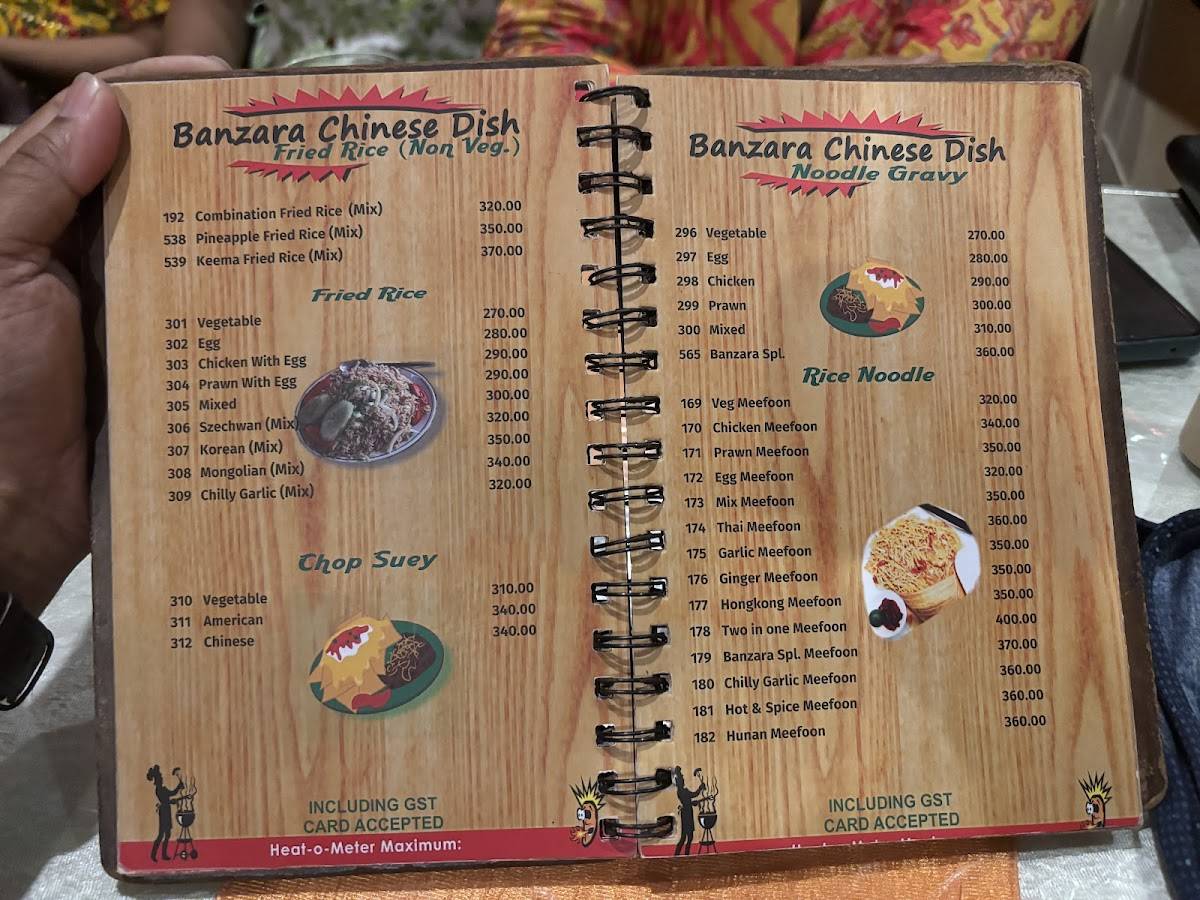 Banzara Chinese Dish
Fried Rice (Non Veg.)
192 Combination Fried Rice (Mix) 320.00
538 Pineapple Fried Rice (Mix) 350.00
539 Keema Fried Rice (Mix) 370.00
Fried Rice
301 Vegetable 270.00
302 Egg 280.00
303 Chicken With Egg 290.00
304 Prawn With Egg 290.00
305 Mixed 300.00
306 Szechwan (Mix) 320.00
307 Korean (Mix) 350.00
308 Mongolian (Mix) 340.00
309 Chilly Garlic (Mix) 320.00
Chop Suey
310 Vegetable 310.00
311 American 340.00
312 Chinese 340.00
INCLUDING GST
CARD ACCEPTED
Heat-o-Meter Maximum:
Banzara Chinese Dish
Noodle Gravy
296 Vegetable 270.00
297 Egg 280.00
298 Chicken 290.00
299 Prawn 300.00
300 Mixed 310.00
565 Banzara Spl. 360.00
Rice Noodle
169 Veg Meefoon 320.00
170 Chicken Meefoon 340.00
171 Prawn Meefoon 350.00
172 Egg Meefoon 320.00
173 Mix Meefoon 350.00
174 Thai Meefoon 360.00
175 Garlic Meefoon 350.00
176 Ginger Meefoon 350.00
177 Hongkong Meefoon 350.00
178 Two in one Meefoon 400.00
179 Banzara Spl. Meefoon 370.00
180 Chilly Garlic Meefoon 360.00
181 Hot & Spice Meefoon 360.00
182 Hunan Meefoon 360.00
INCLUDING GST
CARD ACCEPTED